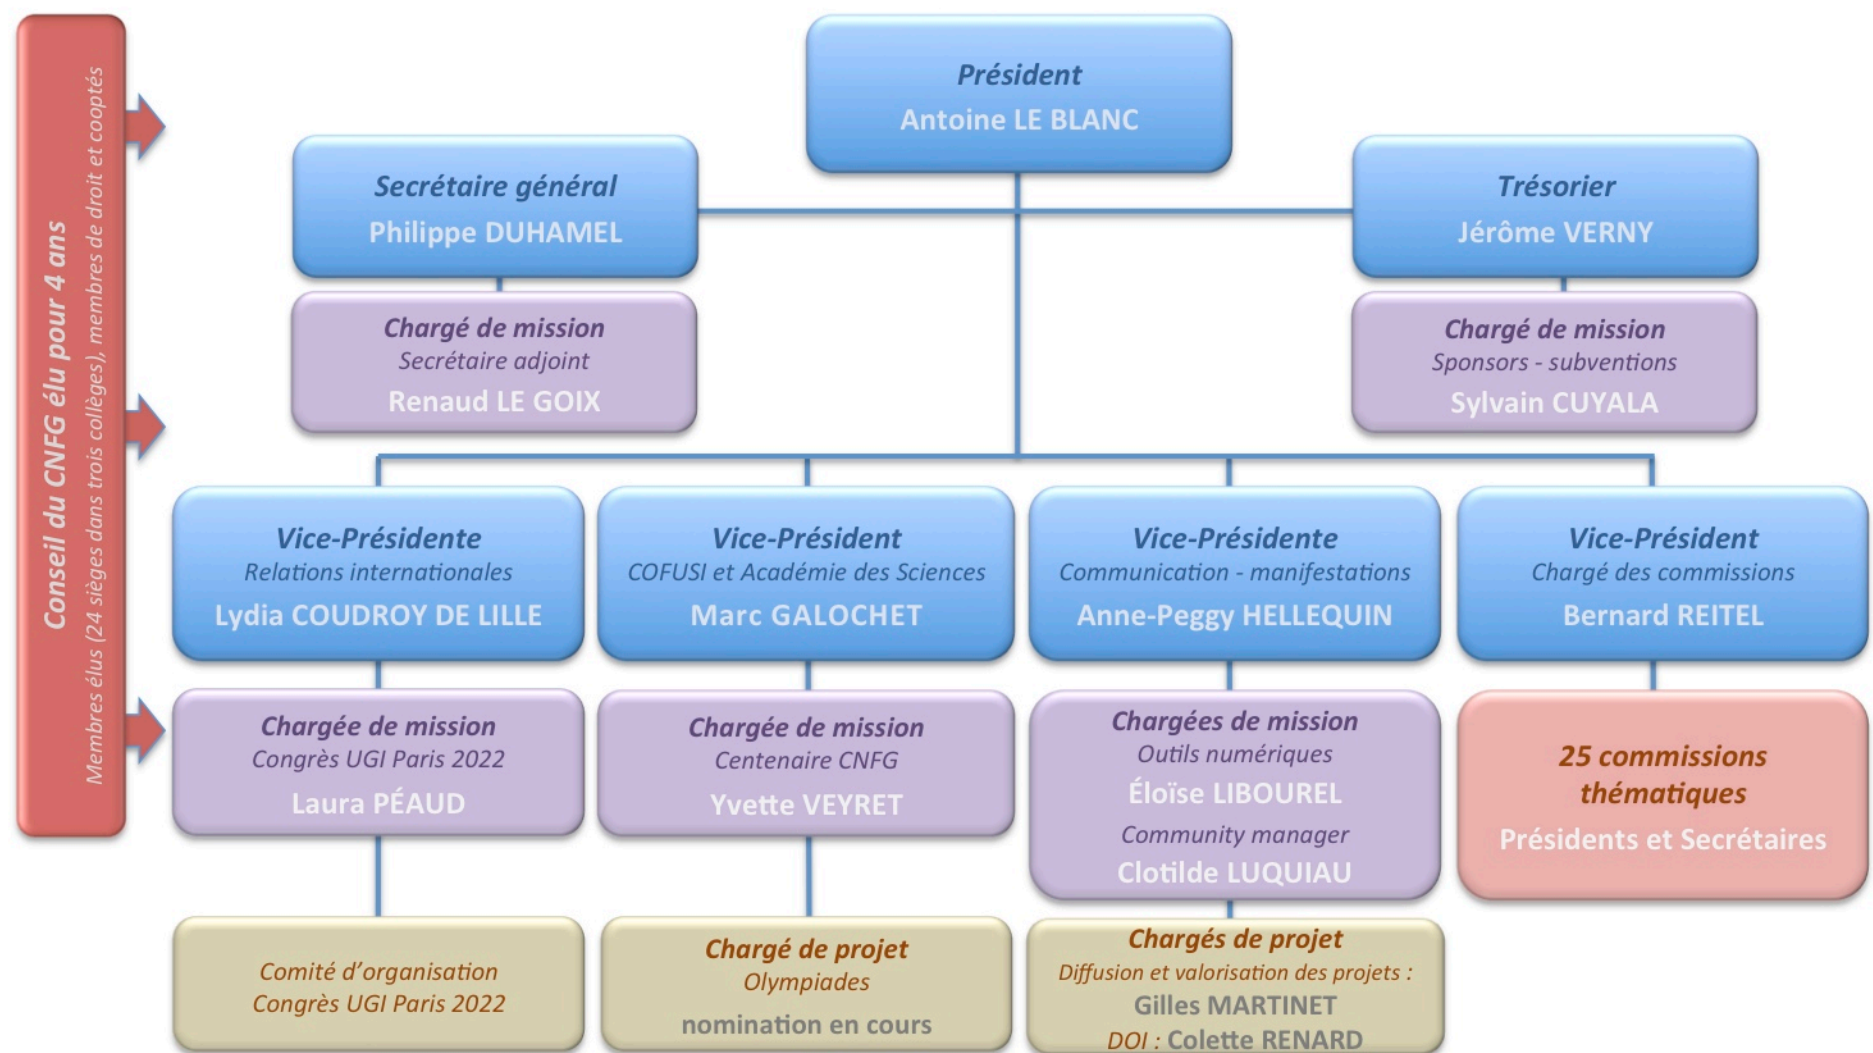 Conseil du CNFG élu pour 4 ans
Membres élus (24 sièges dans trois collèges), membres de droit et cooptés
Président
Antoine LE BLANC
Secrétaire général
Philippe DUHAMEL
Trésorier
Jérôme VERNY
Chargé de mission
Secrétaire adjoint
Renaud LE GOIX
Chargé de mission
Sponsors - subventions
Sylvain CUYALA
Vice-Présidente
Relations internationales
Lydia COUDROY DE LILLE
Vice-Président
COFUSI et Académie des Sciences
Marc GALOCHET
Vice-Présidente
Communication - manifestations
Anne-Peggy HELLEQUIN
Vice-Président
Chargé des commissions
Bernard REITEL
Chargée de mission
Congrès UGI Paris 2022
Laura PÉAUD
Chargée de mission
Centenaire CNFG
Yvette VEYRET
Chargées de mission
Outils numériques
Éloïse LIBOUREL
Community manager
Clotilde LUQUIAU
25 commissions
thématiques
Présidents et Secrétaires
Comité d'organisation
Congrès UGI Paris 2022
Chargé de projet
Olympiades
nomination en cours
Chargés de projet
Diffusion et valorisation des projets :
Gilles MARTINET
DOI : Colette RENARD